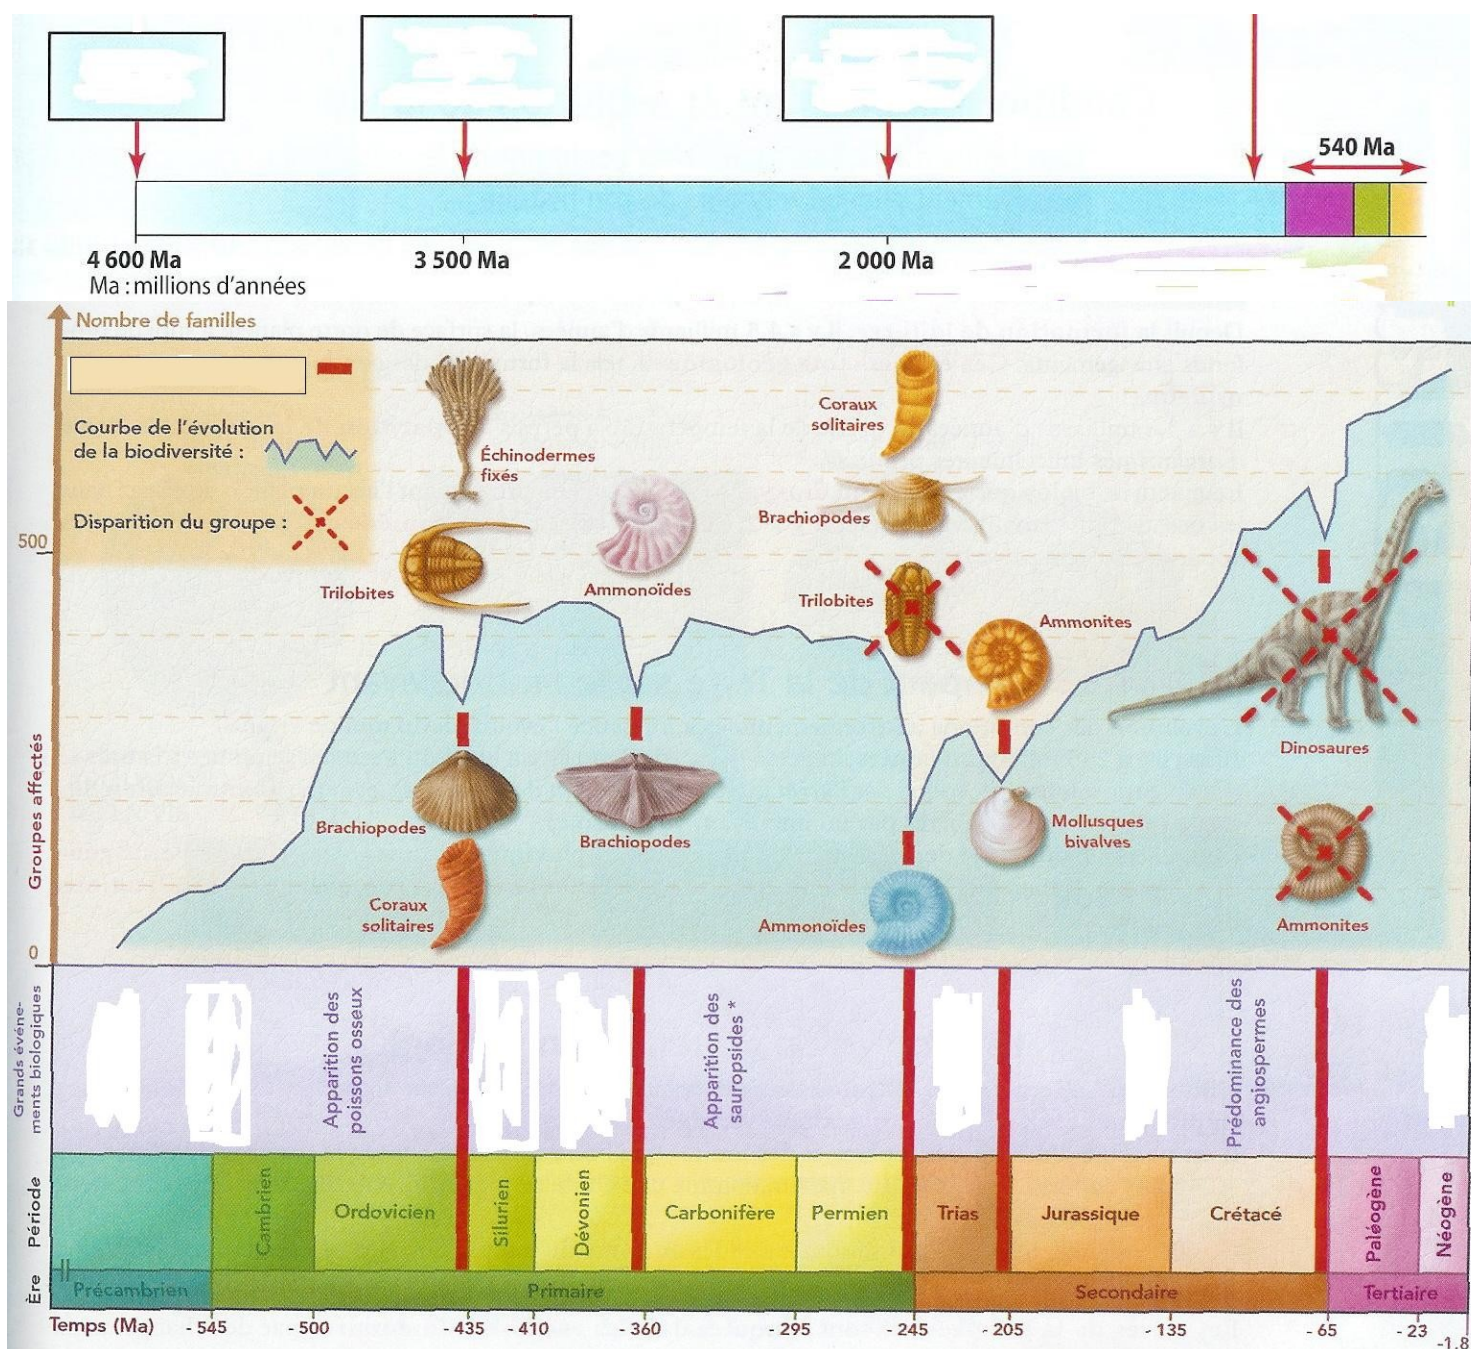 540 Ma
4 600 Ma
3 500 Ma
2 000 Ma
Ma : millions d'années
Nombre de familles
Courbe de l'évolution
de la biodiversité :
Disparition du groupe :
500
0
Groupes affectés
Échinodermes
fixés
Trilobites
Ammonoïdes
Brachiopodes
Coraux
solitaires
Brachiopodes
Coraux
solitaires
Brachiopodes
Trilobites
Ammonites
Ammonoïdes
Mollusques
bivalves
Dinosaures
Ammonites
Grands événe-
ments biologiques
Apparition des
poissons osseux
Apparition des
sauropsides *
Prédominance des
angiospermes
Période
Cambrien
Ordovicien
Silurien
Dévonien
Carbonifère
Permien
Trias
Jurassique
Crétacé
Paléogène
Néogène
Ère
Précambrien
Primaire
Secondaire
Tertiaire
Temps (Ma)
- 545
- 500
- 435
- 410
- 360
- 295
- 245
- 205
- 135
- 65
- 23
-1,8